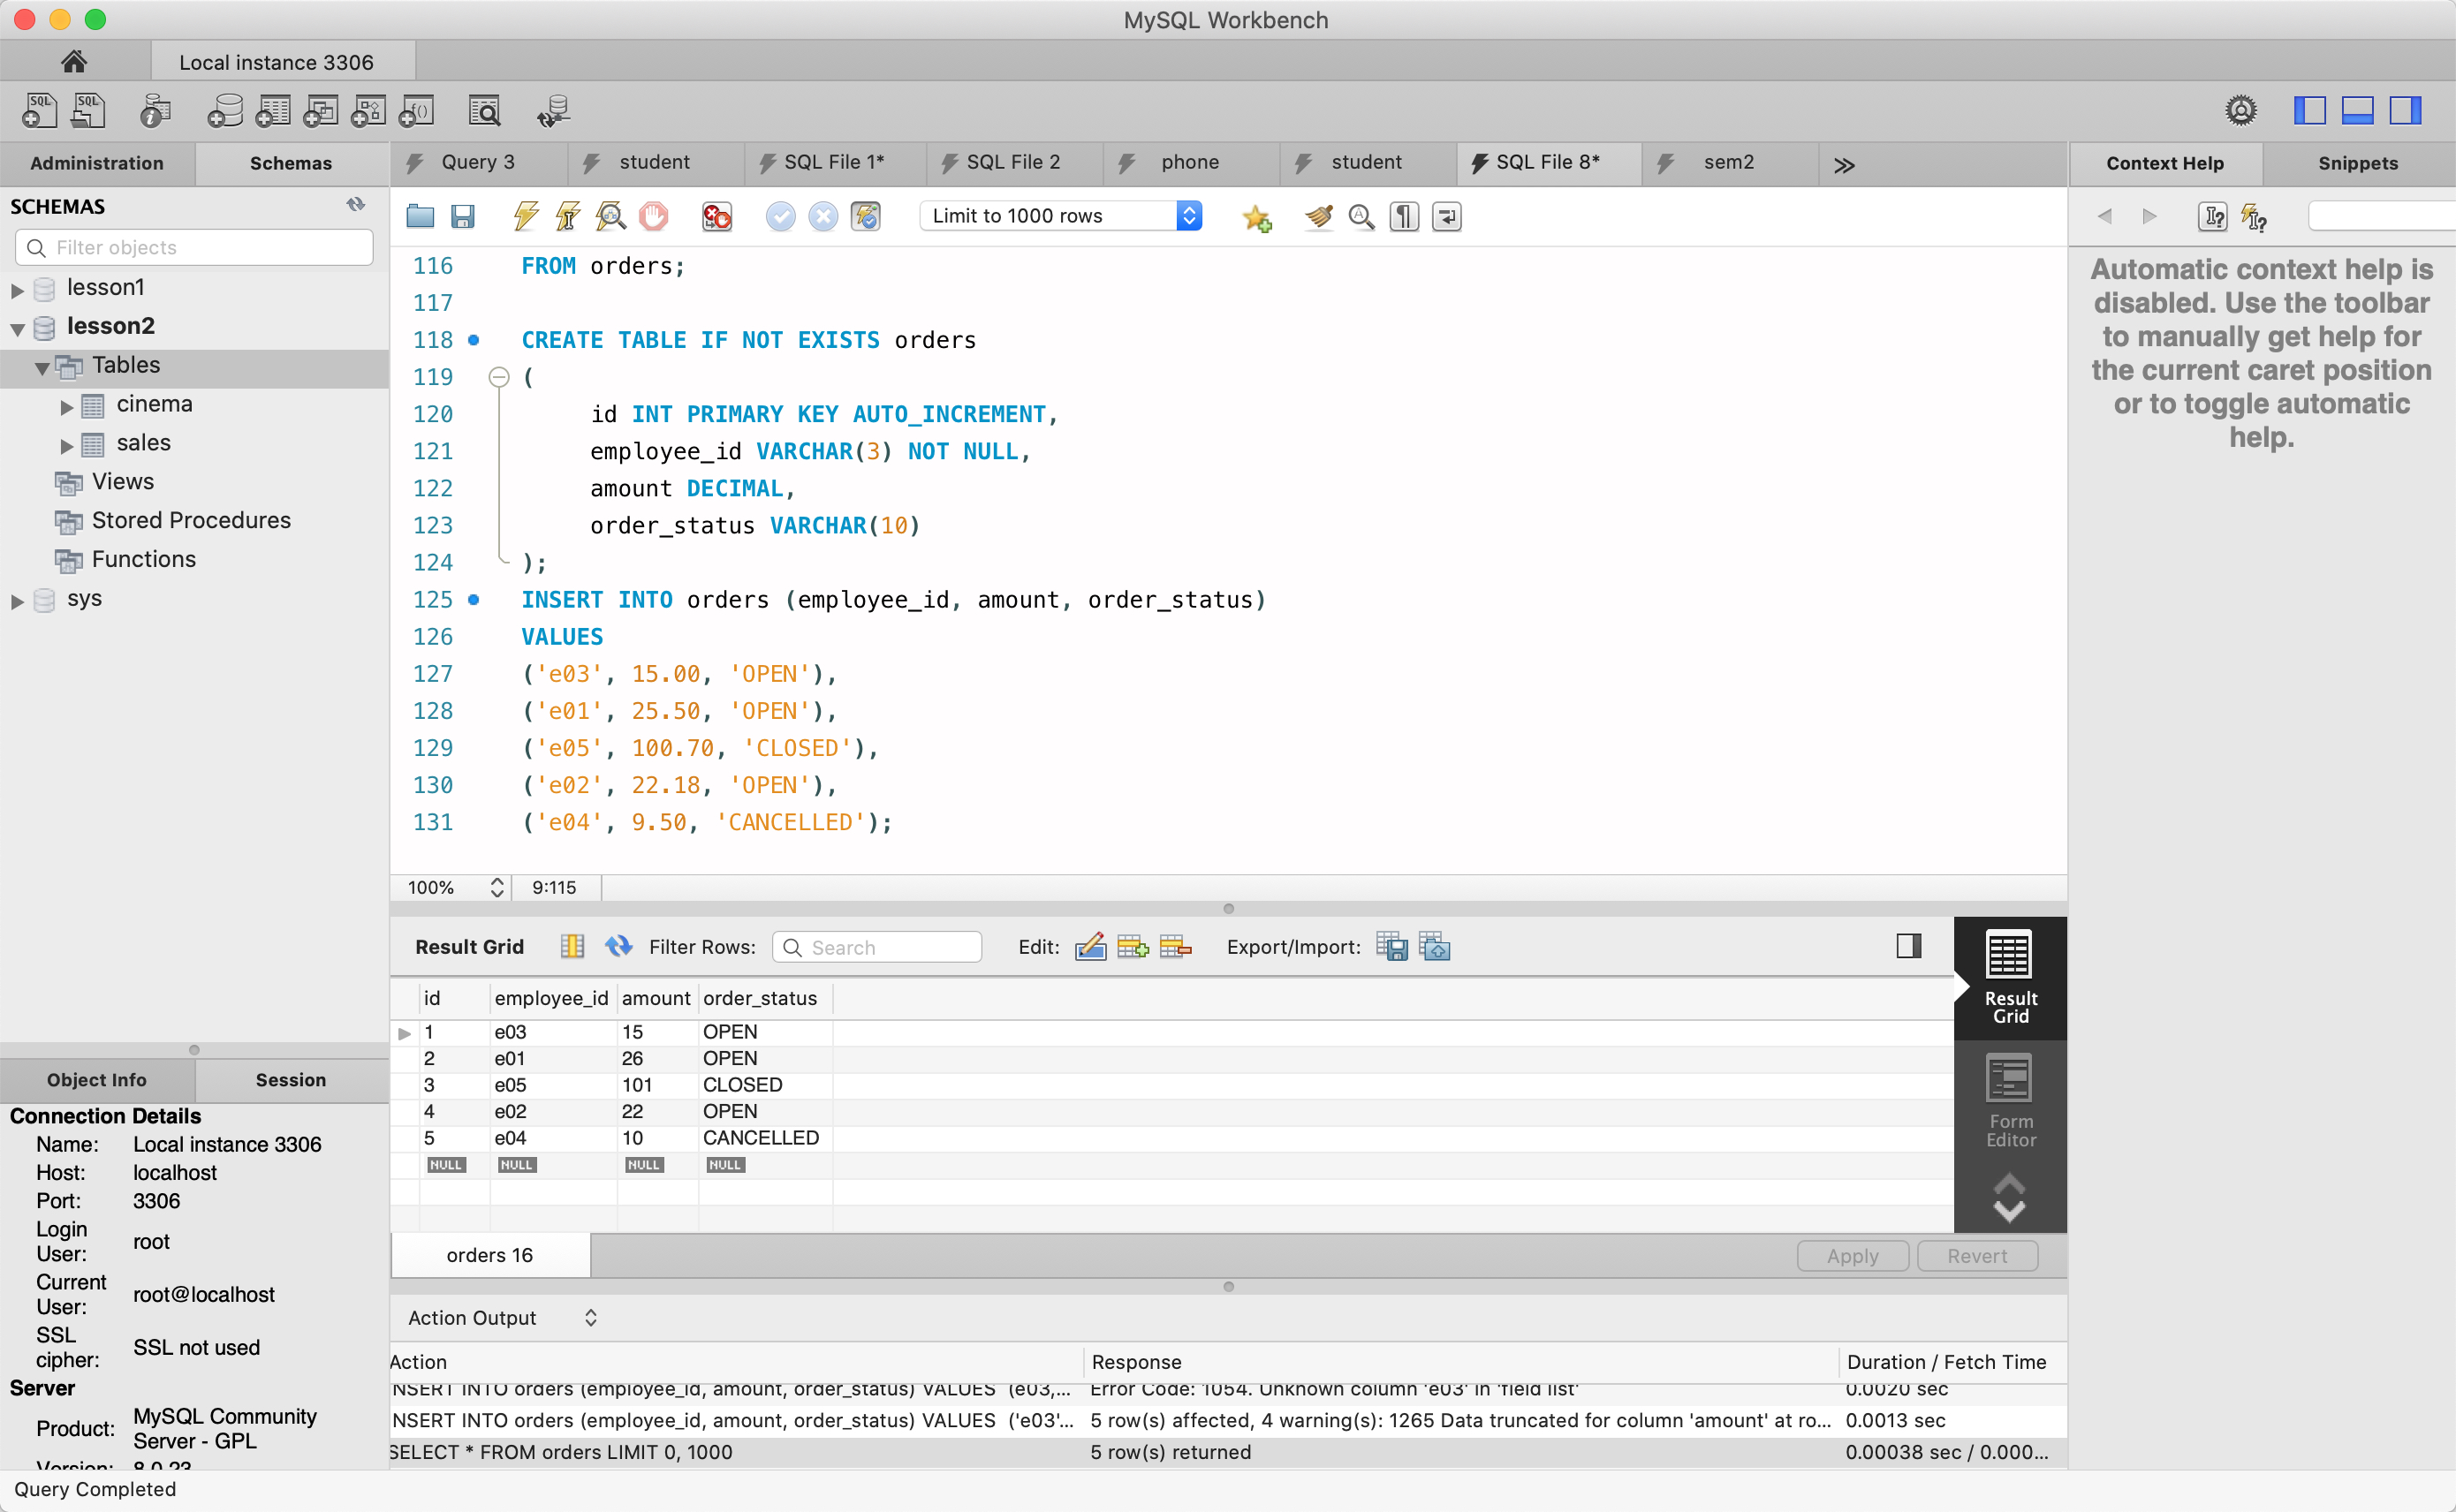 MySQL Workbench
Local instance 3306
Administration
Schemas
SCHEMAS
Filter objects
lesson1
lesson2
Tables
cinema
sales
Views
Stored Procedures
Functions
sys
Object Info
Session
Connection Details
Name: Local instance 3306
Host: localhost
Port: 3306
Login User: root
Current User: root@localhost
SSL cipher: SSL not used
Server
Product: MySQL Community Server - GPL
Version: 8.0.23
Query Completed
Query 3
student
SQL File 1*
SQL File 2
phone
student
SQL File 8*
sem2
Limit to 1000 rows
116 FROM orders;
117
118 CREATE TABLE IF NOT EXISTS orders
119 (
120 id INT PRIMARY KEY AUTO_INCREMENT,
121 employee_id VARCHAR(3) NOT NULL,
122 amount DECIMAL,
123 order_status VARCHAR(10)
124 );
125 INSERT INTO orders (employee_id, amount, order_status)
126 VALUES
127 ('e03', 15.00, 'OPEN'),
128 ('e01', 25.50, 'OPEN'),
129 ('e05', 100.70, 'CLOSED'),
130 ('e02', 22.18, 'OPEN'),
131 ('e04', 9.50, 'CANCELLED');
100% 9:115
Result Grid Filter Rows: Search Edit: Export/Import:
id employee_id amount order_status
1 e03 15 OPEN
2 e01 26 OPEN
3 e05 101 CLOSED
4 e02 22 OPEN
5 e04 10 CANCELLED
NULL NULL NULL NULL
Result Grid
Form Editor
orders 16
Apply
Revert
Action Output
Action Response Duration / Fetch Time
NSERT INTO orders (employee_id, amount, order_status) VALUES (e03,... Error Code: 1054. Unknown column 'e03' in 'field list' 0.0020 sec
NSERT INTO orders (employee_id, amount, order_status) VALUES ('e03'... 5 row(s) affected, 4 warning(s): 1265 Data truncated for column 'amount' at ro... 0.0013 sec
SELECT * FROM orders LIMIT 0, 1000 5 row(s) returned 0.00038 sec / 0.000...
Context Help
Snippets
Automatic context help is
disabled. Use the toolbar
to manually get help for
the current caret position
or to toggle automatic
help.